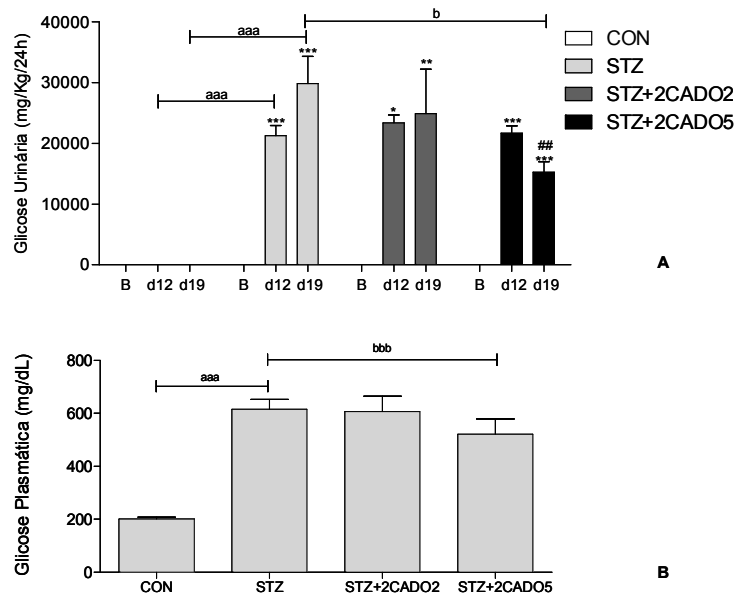 Glicose Urinária (mg/Kg/24h)
40000
30000
20000
10000
0
aaa
aaa
b
***
***
*
**
***
##
***
B d12 d19 B d12 d19 B d12 d19 B d12 d19
CON
STZ
STZ+2CADO2
STZ+2CADO5
A
Glicose Plasmática (mg/dL)
800
600
400
200
0
aaa
bbb
CON STZ STZ+2CADO2 STZ+2CADO5
B